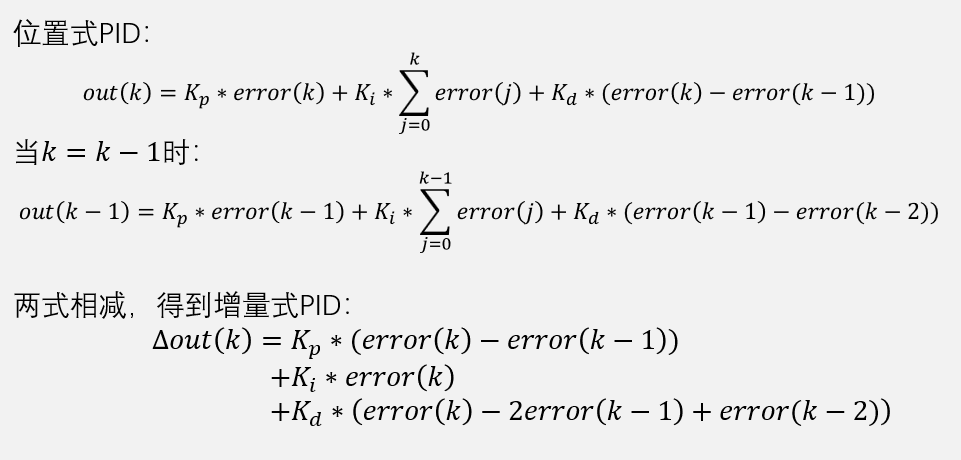 位置式PID：
out(k) = K_p * error(k) + K_i * ∑_{j=0}^{k} error(j) + K_d * (error(k) − error(k − 1))
当k = k − 1时：
out(k − 1) = K_p * error(k − 1) + K_i * ∑_{j=0}^{k−1} error(j) + K_d * (error(k − 1) − error(k − 2))
两式相减，得到增量式PID：
Δout(k) = K_p * (error(k) − error(k − 1))
+K_i * error(k)
+K_d * (error(k) − 2error(k − 1) + error(k − 2))